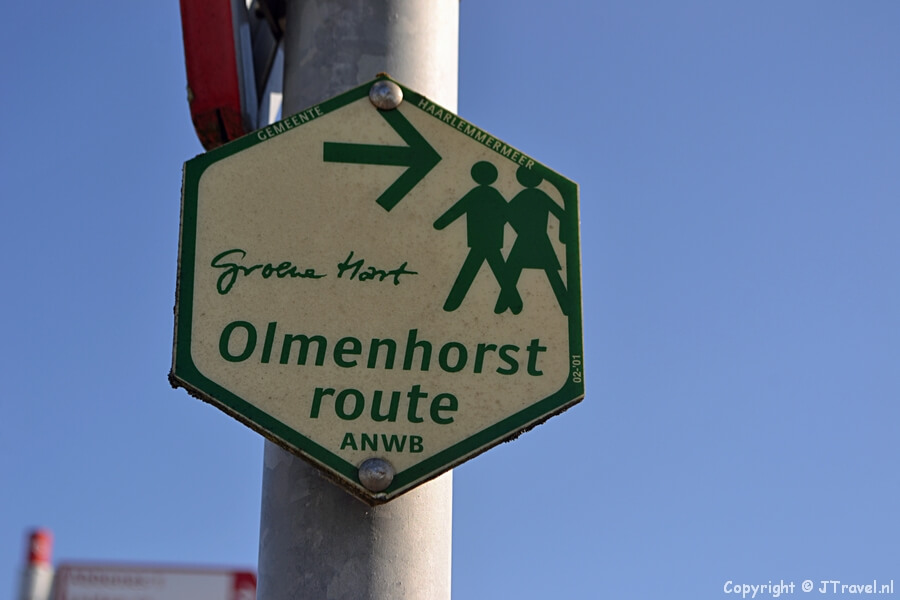 GEMEENTE HAARLEMMERMEER
Groene Hart
Olmenhorst
route
ANWB
02-'01
Copyright © JTravel.nl